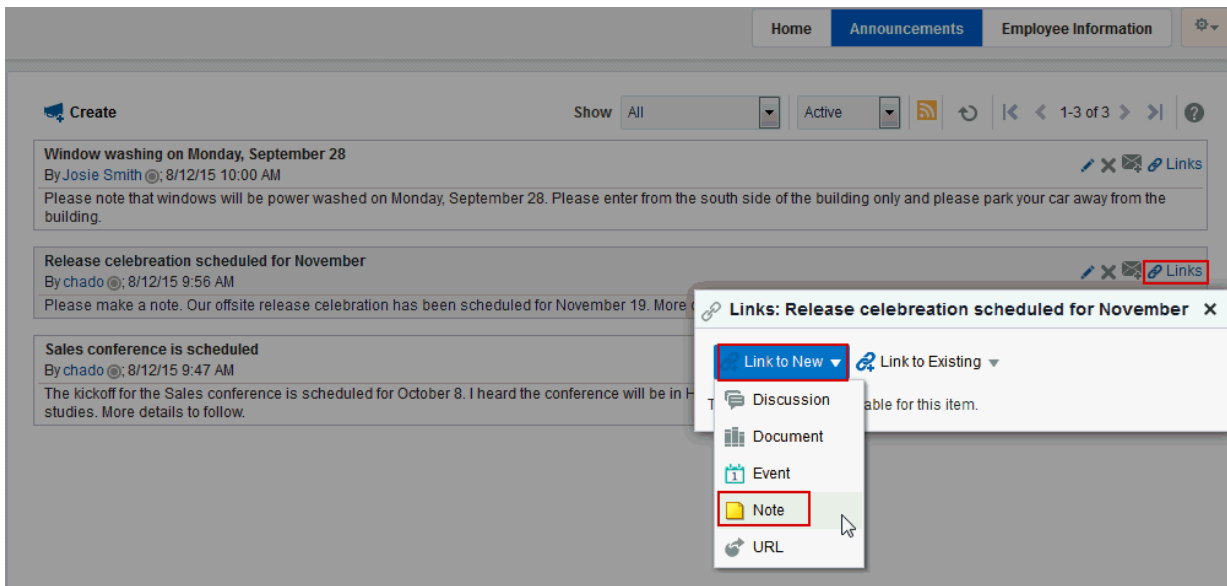 Home Announcements Employee Information
Create Show All Active 1-3 of 3
Window washing on Monday, September 28
By Josie Smith ; 8/12/15 10:00 AM
Links
Please note that windows will be power washed on Monday, September 28. Please enter from the south side of the building only and please park your car away from the
building.
Release celebreation scheduled for November
By chado ; 8/12/15 9:56 AM
Links
Please make a note. Our offsite release celebration has been scheduled for November 19. More
Links: Release celebreation scheduled for November
Link to New Link to Existing
able for this item.
Discussion
Document
Event
Note
URL
Sales conference is scheduled
By chado ; 8/12/15 9:47 AM
The kickoff for the Sales conference is scheduled for October 8. I heard the conference will be in
studies. More details to follow.